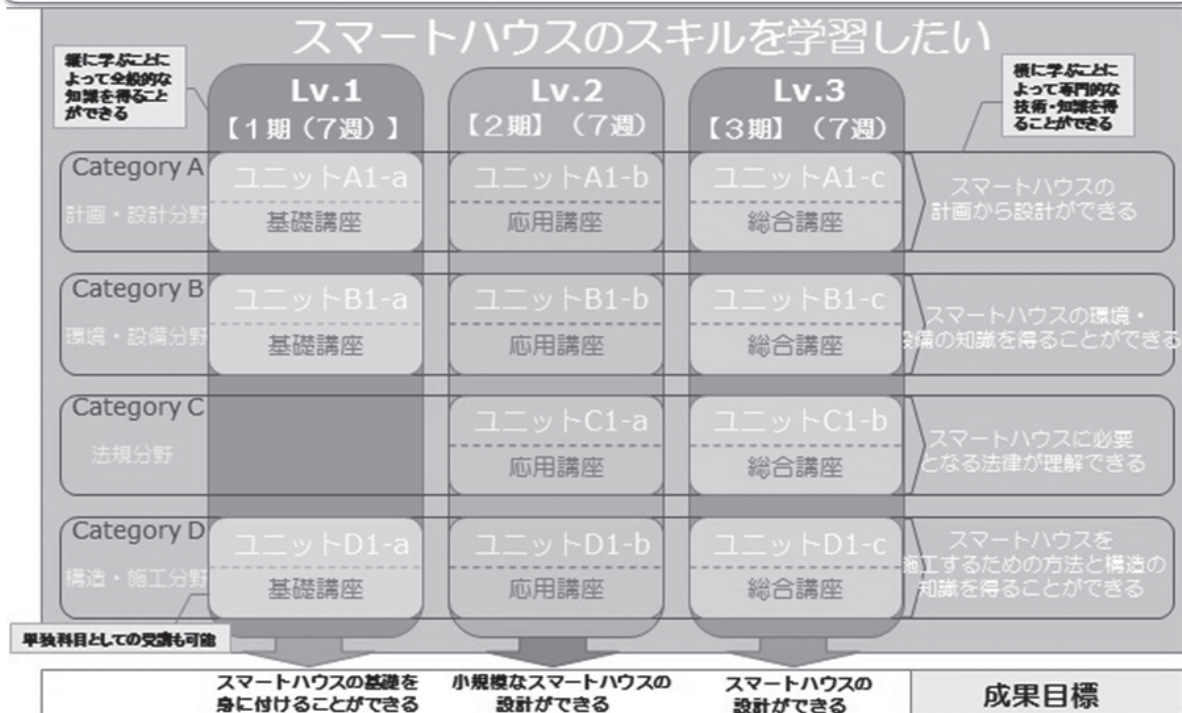 スマートハウスのスキルを学習したい
縦に学ぶことに
よって全般的な
知識を得ること
ができる
Lv.1
【1期（7週）】
Lv.2
【2期】（7週）
Lv.3
【3期】（7週）
横に学ぶことに
よって専門的な
技術・知識を得
ることができる
Category A
計画・設計分野
ユニットA1-a
基礎講座
ユニットA1-b
応用講座
ユニットA1-c
総合講座
スマートハウスの
計画から設計ができる
Category B
環境・設備分野
ユニットB1-a
基礎講座
ユニットB1-b
応用講座
ユニットB1-c
総合講座
スマートハウスの環境・
設備の知識を得ることができる
Category C
法規分野
ユニットC1-a
応用講座
ユニットC1-b
総合講座
スマートハウスに必要
となる法律が理解できる
Category D
構造・施工分野
ユニットD1-a
基礎講座
ユニットD1-b
応用講座
ユニットD1-c
総合講座
スマートハウスを
施工するための方法と構造の
知識を得ることができる
単独科目としての受講も可能
スマートハウスの基礎を
身に付けることができる
小規模なスマートハウスの
設計ができる
スマートハウスの
設計ができる
成果目標